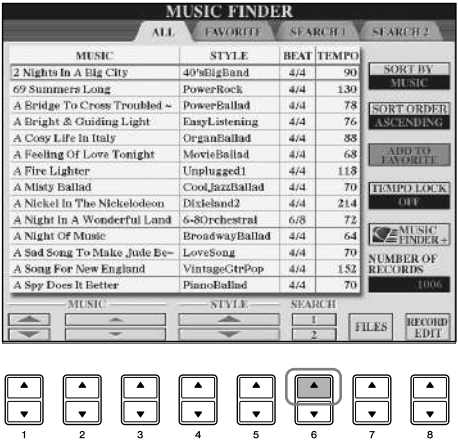 MUSIC FINDER
ALL FAVORITE SEARCH 1 SEARCH 2
MUSIC STYLE BEAT TEMPO
2 Nights In A Big City 40'sBigBand 4/4 90
69 Summers Long PowerRock 4/4 130
A Bridge To Cross Troubled ~ PowerBallad 4/4 78
A Bright & Guiding Light EasyListening 4/4 76
A Cosy Life In Italy OrganBallad 4/4 88
A Feeling Of Love Tonight MovieBallad 4/4 68
A Fire Lighter Unplugged1 4/4 118
A Misty Ballad CoolJazzBallad 4/4 70
A Nickel In The Nickelodeon Dixieland2 4/4 214
A Night In A Wonderful Land 6-8Orchestral 6/8 72
A Night Of Music BroadwayBallad 4/4 64
A Sad Song To Make Jude Be~ LoveSong 4/4 70
A Song For New England VintageGtrPop 4/4 152
A Spy Does It Better PianoBallad 4/4 70
SORT BY
MUSIC
SORT ORDER
ASCENDING
ADD TO
FAVORITE
TEMPO LOCK
OFF
MUSIC
FINDER+
NUMBER OF
RECORDS
1006
MUSIC STYLE SEARCH
1
2
FILES
RECORD
EDIT
1 2 3 4 5 6 7 8